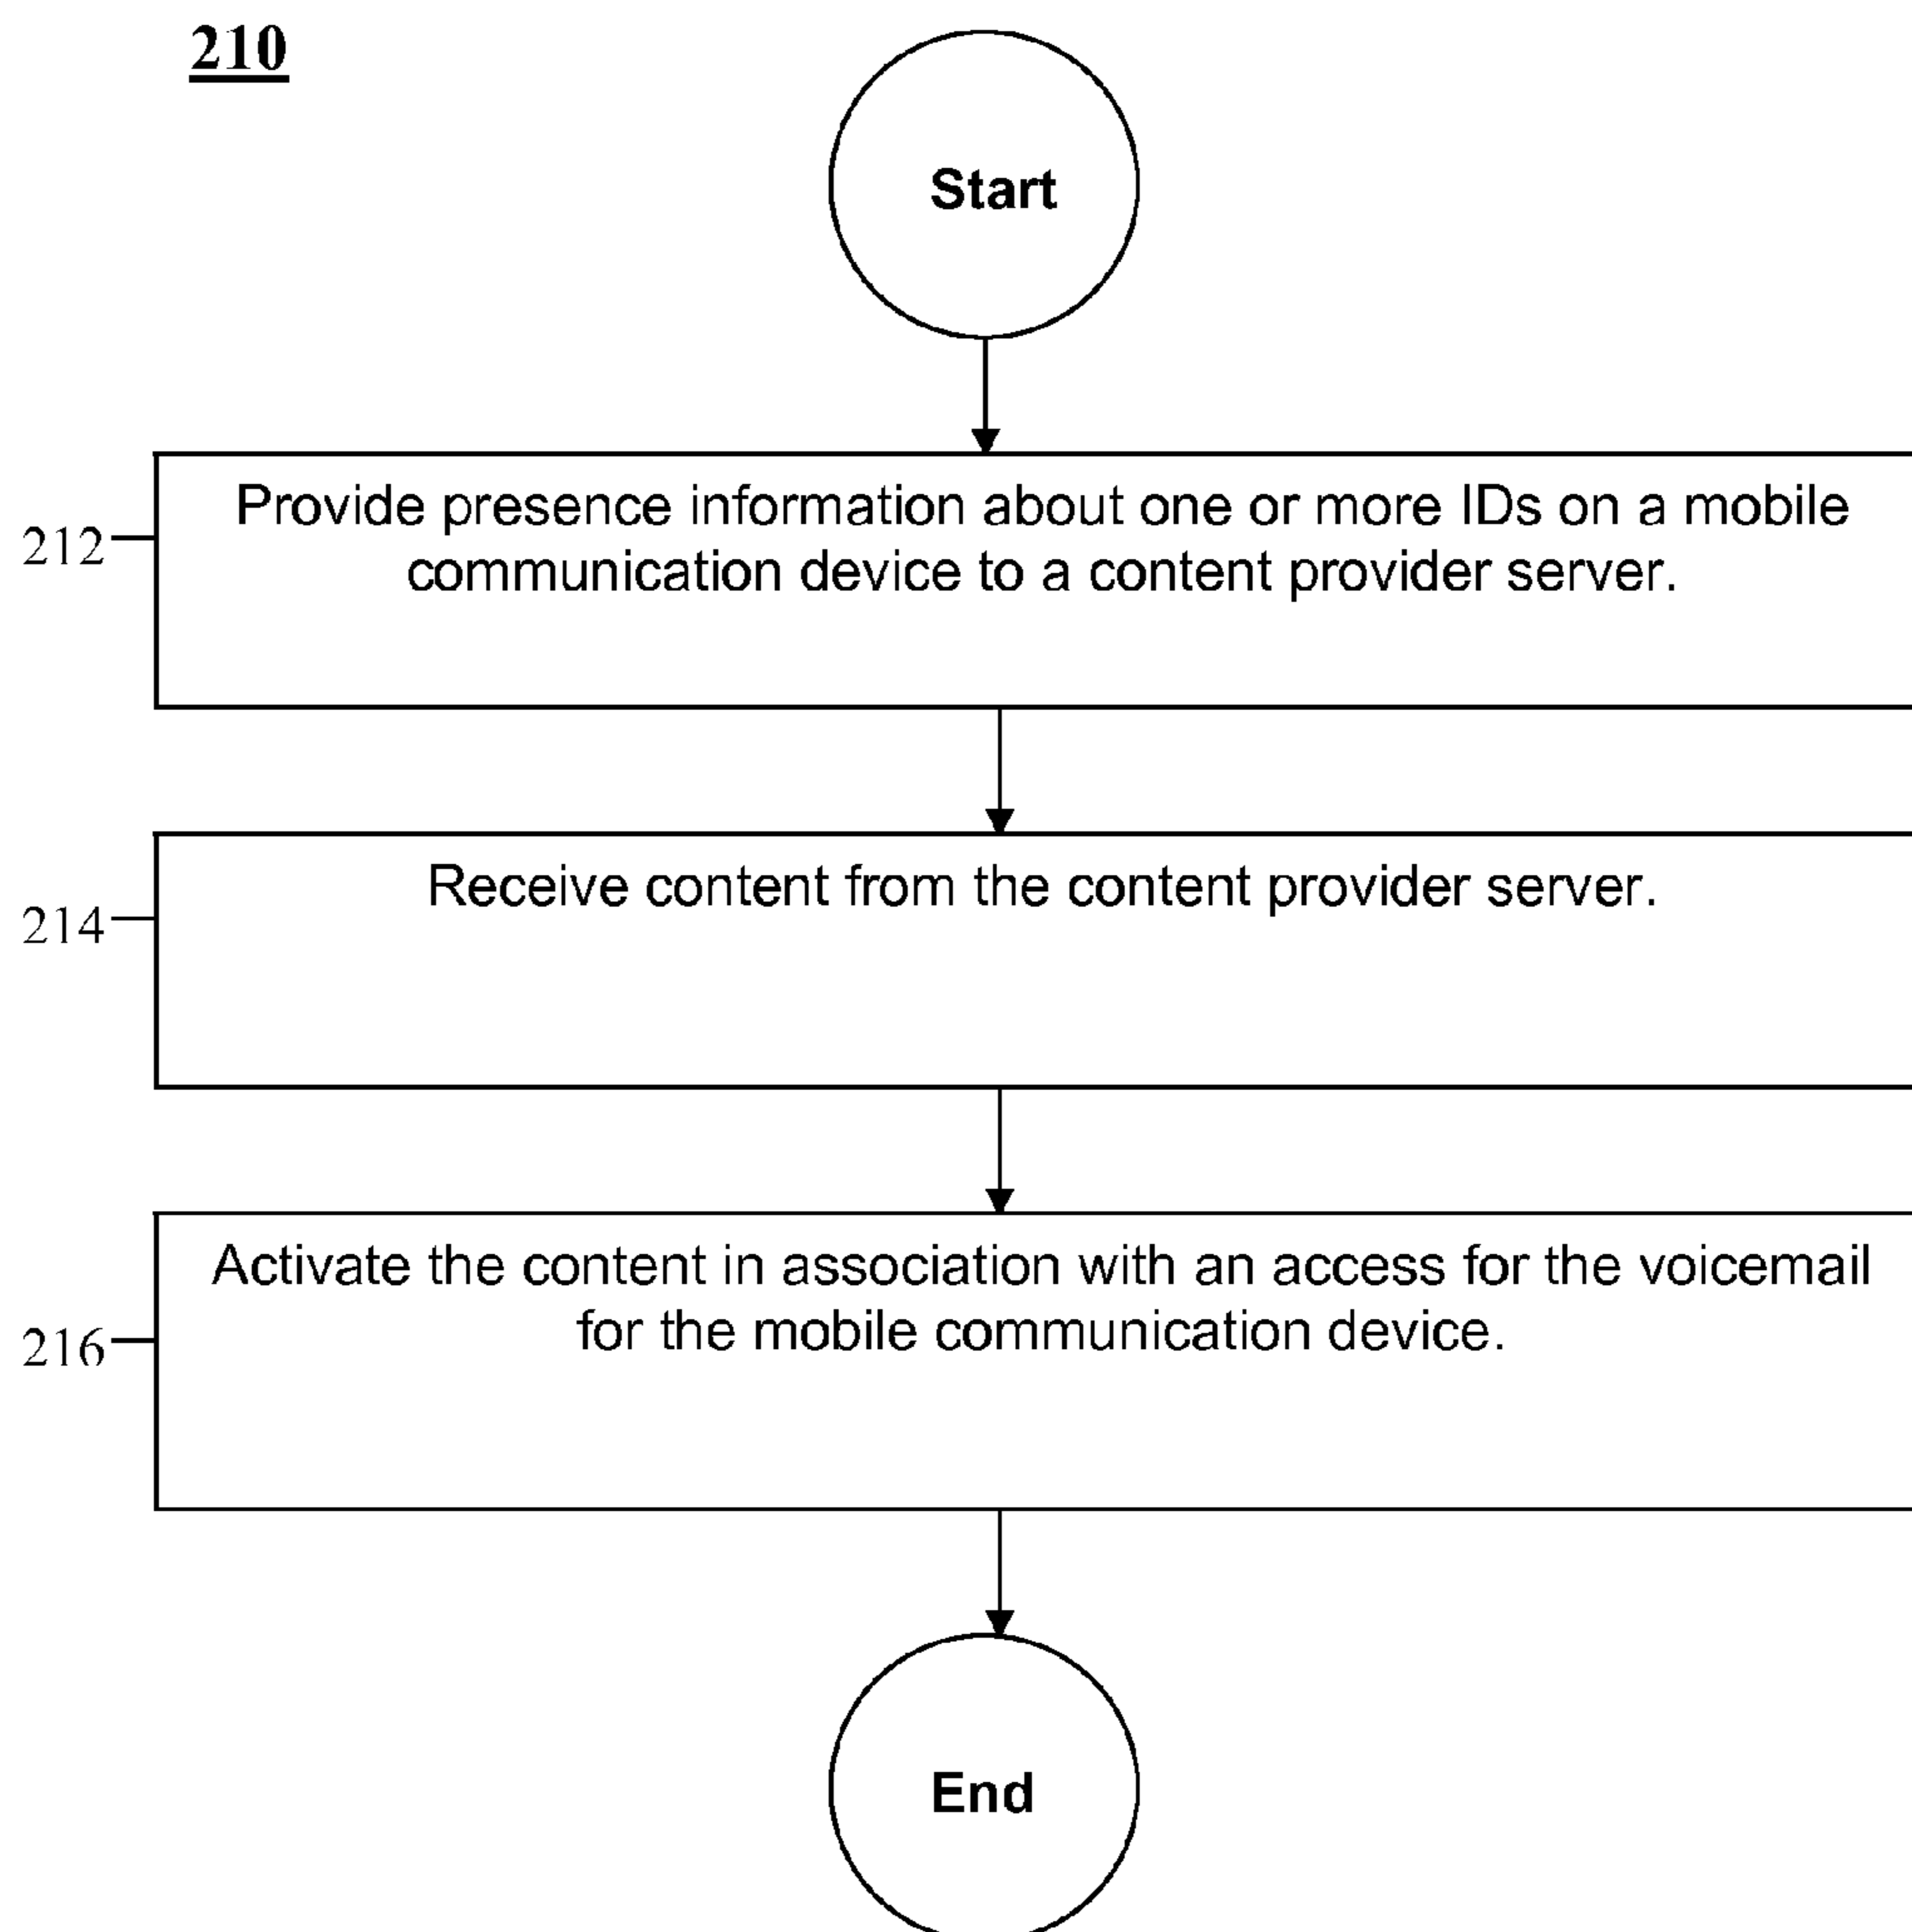 210
Start
Provide presence information about one or more IDs on a mobile
communication device to a content provider server.
212
Receive content from the content provider server.
214
Activate the content in association with an access for the voicemail
for the mobile communication device.
216
End